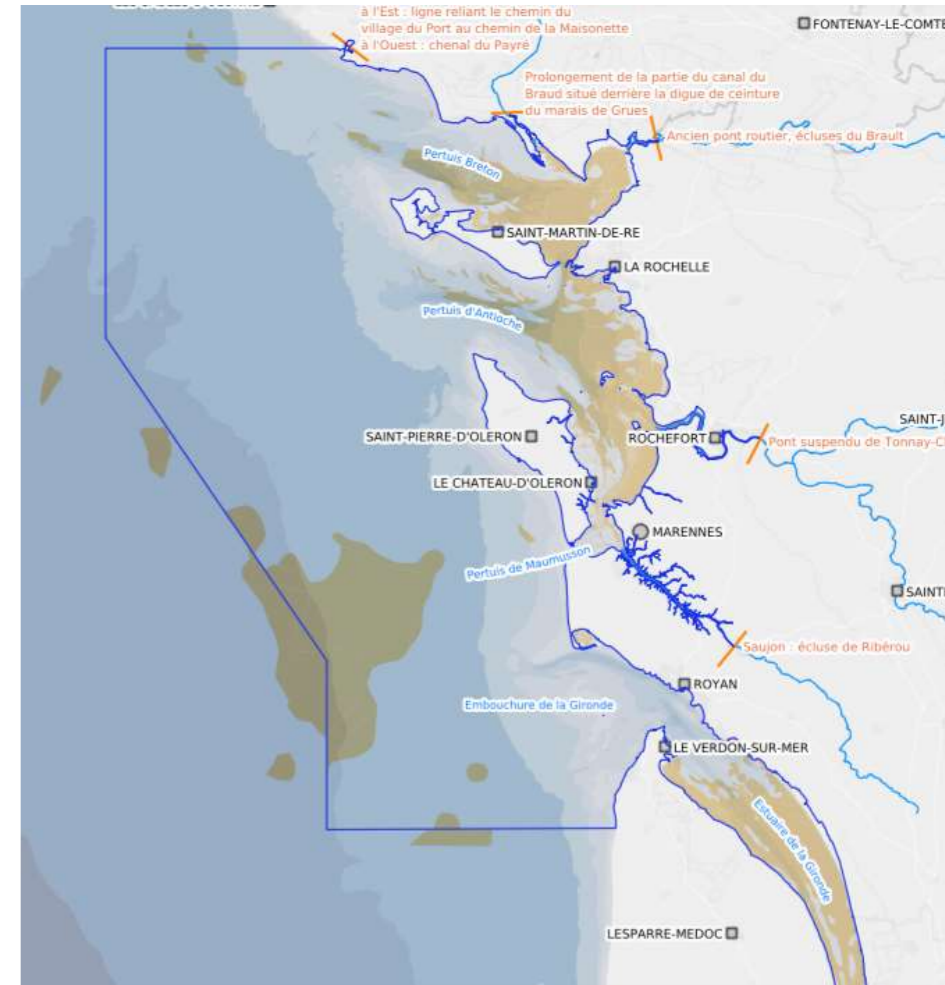 à l'Est : ligne reliant le chemin du
village du Port au chemin de la Maisonette
à l'Ouest : chenal du Payré
FONTENAY-LE-COMTE
Prolongement de la partie du canal du
Braud situé derrière la digue de ceinture
du marais de Grues
Ancien pont routier, écluses du Brault
Pertuis Breton
SAINT-MARTIN-DE-RE
LA ROCHELLE
Pertuis d'Antioche
SAINT-J
SAINT-PIERRE-D'OLERON
ROCHEFORT
Pont suspendu de Tonnay-C
LE CHATEAU-D'OLERON
MARENNES
Pertuis de Maumusson
SAINT
Saujon : écluse de Ribérou
ROYAN
Embouchure de la Gironde
LE VERDON-SUR-MER
Estuaire de la Gironde
LESPARRE-MEDOC